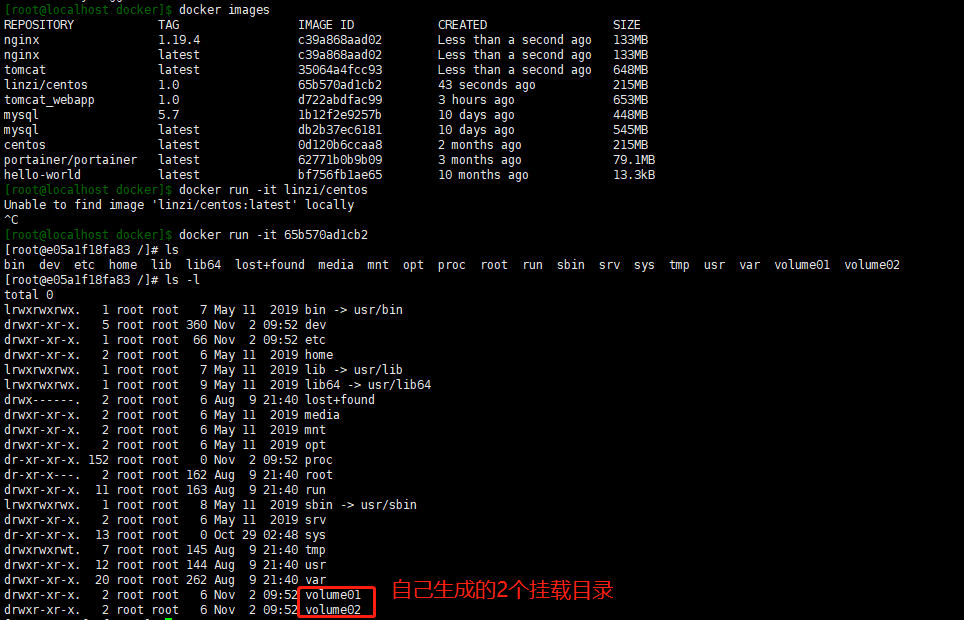 [root@localhost docker]$ docker images
REPOSITORY TAG IMAGE ID CREATED SIZE
nginx 1.19.4 c39a868aad02 Less than a second ago 133MB
nginx latest c39a868aad02 Less than a second ago 133MB
tomcat latest 35064a4fcc93 Less than a second ago 648MB
linzi/centos 1.0 65b570ad1cb2 43 seconds ago 215MB
tomcat_webapp 1.0 d722abdfac99 3 hours ago 653MB
mysql 5.7 1b12f2e9257b 10 days ago 448MB
mysql latest db2b37ec6181 10 days ago 545MB
centos latest 0d120b6ccaa8 2 months ago 215MB
portainer/portainer latest 62771b0b9b09 3 months ago 79.1MB
hello-world latest bf756fb1ae65 10 months ago 13.3kB
[root@localhost docker]$ docker run -it linzi/centos
Unable to find image 'linzi/centos:latest' locally
^C
[root@localhost docker]$ docker run -it 65b570ad1cb2
[root@e05a1f18fa83 /]# ls
bin dev etc home lib lib64 lost+found media mnt opt proc root run sbin srv sys tmp usr var volume01 volume02
[root@e05a1f18fa83 /]# ls -l
total 0
lrwxrwxrwx. 1 root root 7 May 11 2019 bin -> usr/bin
drwxr-xr-x. 5 root root 360 Nov 2 09:52 dev
drwxr-xr-x. 1 root root 66 Nov 2 09:52 etc
drwxr-xr-x. 2 root root 6 May 11 2019 home
lrwxrwxrwx. 1 root root 7 May 11 2019 lib -> usr/lib
lrwxrwxrwx. 1 root root 9 May 11 2019 lib64 -> usr/lib64
drwx------. 2 root root 6 Aug 9 21:40 lost+found
drwxr-xr-x. 2 root root 6 May 11 2019 media
drwxr-xr-x. 2 root root 6 May 11 2019 mnt
drwxr-xr-x. 2 root root 6 May 11 2019 opt
dr-xr-xr-x. 152 root root 0 Nov 2 09:52 proc
dr-xr-x---. 2 root root 162 Aug 9 21:40 root
drwxr-xr-x. 11 root root 163 Aug 9 21:40 run
lrwxrwxrwx. 1 root root 8 May 11 2019 sbin -> usr/sbin
drwxr-xr-x. 2 root root 6 May 11 2019 srv
dr-xr-xr-x. 13 root root 0 Oct 29 02:48 sys
drwxrwxrwt. 7 root root 145 Aug 9 21:40 tmp
drwxr-xr-x. 12 root root 144 Aug 9 21:40 usr
drwxr-xr-x. 20 root root 262 Aug 9 21:40 var
drwxr-xr-x. 2 root root 6 Nov 2 09:52 volume01
自己生成的2个挂载目录
drwxr-xr-x. 2 root root 6 Nov 2 09:52 volume02